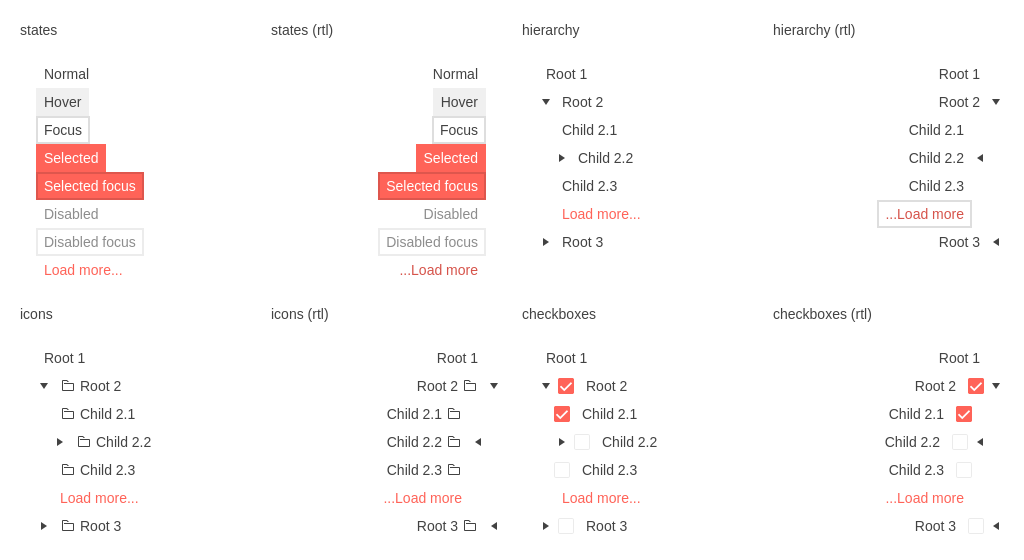 states
Normal
Hover
Focus
Selected
Selected focus
Disabled
Disabled focus
Load more...
states (rtl)
Normal
Hover
Focus
Selected
Selected focus
Disabled
Disabled focus
...Load more
hierarchy
Root 1
Root 2
Child 2.1
Child 2.2
Child 2.3
Load more...
Root 3
hierarchy (rtl)
Root 1
Root 2
Child 2.1
Child 2.2
Child 2.3
...Load more
Root 3
icons
Root 1
Root 2
Child 2.1
Child 2.2
Child 2.3
Load more...
Root 3
icons (rtl)
Root 1
Root 2
Child 2.1
Child 2.2
Child 2.3
...Load more
Root 3
checkboxes
Root 1
Root 2
Child 2.1
Child 2.2
Child 2.3
Load more...
Root 3
checkboxes (rtl)
Root 1
Root 2
Child 2.1
Child 2.2
Child 2.3
...Load more
Root 3